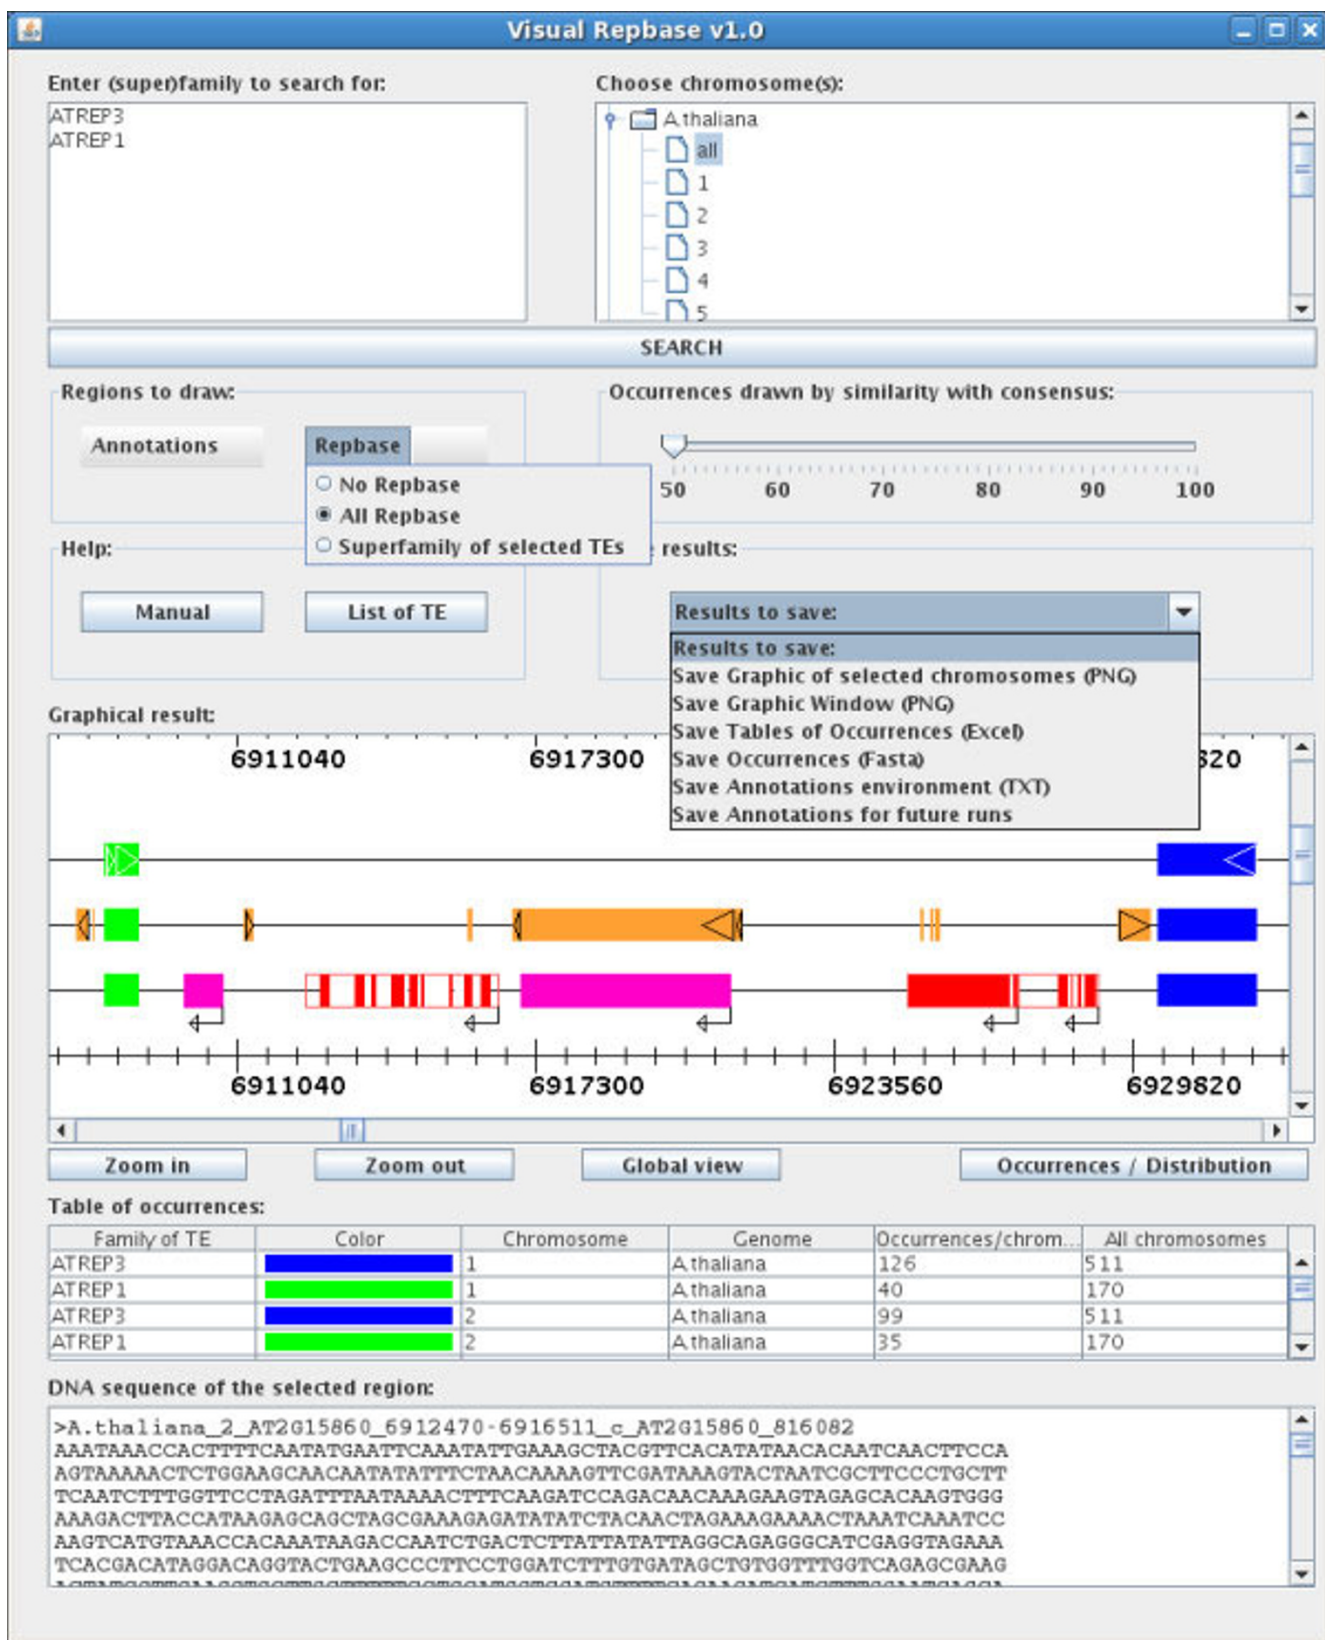 Visual Repbase v1.0
Enter (super)family to search for:
ATREP3
ATREP1
Choose chromosome(s):
A.thaliana
all
1
2
3
4
5
SEARCH
Regions to draw:
Annotations
Repbase
No Repbase
All Repbase
Superfamily of selected TEs
Occurrences drawn by similarity with consensus:
50 60 70 80 90 100
Help:
Manual
List of TE
results:
Results to save:
Results to save:
Save Graphic of selected chromosomes (PNG)
Save Graphic Window (PNG)
Save Tables of Occurrences (Excel)
Save Occurrences (Fasta)
Save Annotations environment (TXT)
Save Annotations for future runs
Graphical result:
6911040 6917300 320
6911040 6917300 6923560 6929820
Zoom in Zoom out Global view Occurrences / Distribution
Table of occurrences:
Family of TE Color Chromosome Genome Occurrences/chrom... All chromosomes
ATREP3 1 A.thaliana 126 511
ATREP1 1 A.thaliana 40 170
ATREP3 2 A.thaliana 99 511
ATREP1 2 A.thaliana 35 170
DNA sequence of the selected region:
>A.thaliana_2_AT2G15860_6912470-6916511_c_AT2G15860_816082
AAATAAACCACTTTTCAATATGAATTCAAATATTGAAAGCTACGTTCACATATAACACAATCAACTTCCA
AGTAAAAACTCTGGAAGCAACAATATATTTCTAACAAAAGTTCGATAAAGTACTAATCGCTTCCCTGCTT
TCAATCTTTGGTTCCTAGATTTAATAAAACTTTCAAGATCCAGACAACAAAGAAGTAGAGCACAAGTGGG
AAAGACTTACCATAAGAGCAGCTAGCGAAAGAGATATATCTACAACTAGAAAGAAAACTAAATCAAATCC
AAGTCATGTAAACCACAAATAAGACCAATCTGACTCTTATTATATTAGGCAGAGGGCATCGAGGTAGAAA
TCACGACATAGGACAGGTACTGAAGCCCTTCCTGGATCTTTGTGATAGCTGTGGTTTGGTCAGAGCGAAG